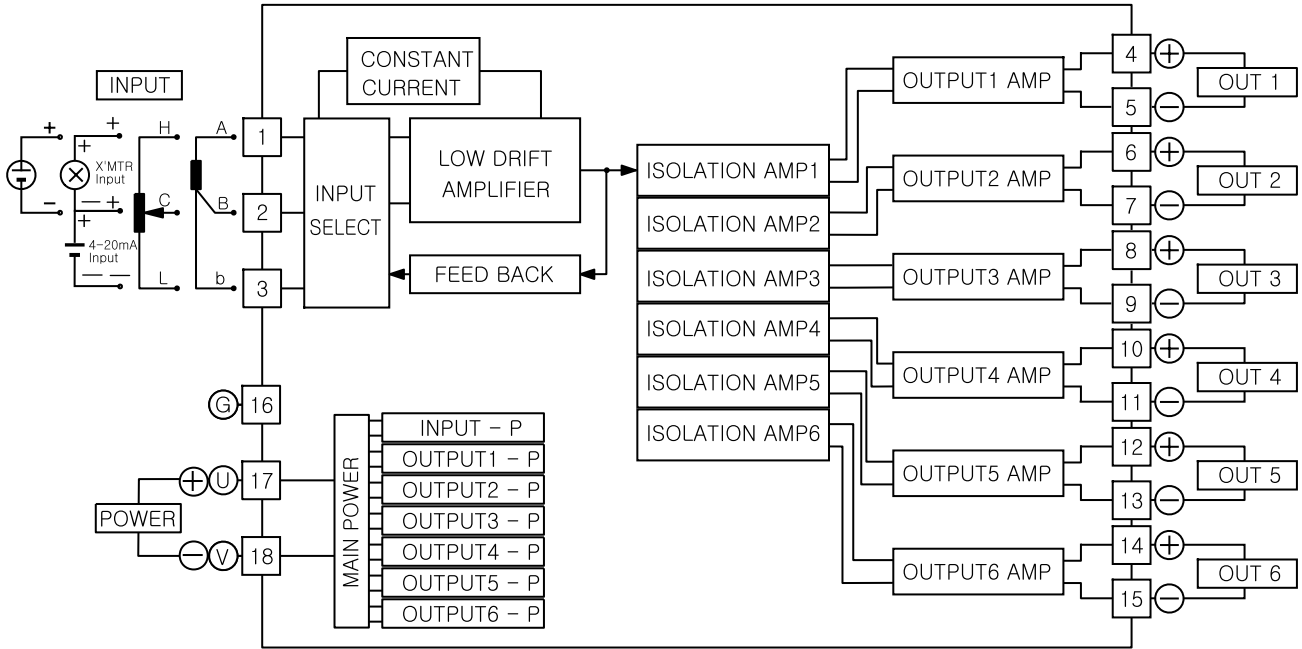 INPUT
+
−
+
+
X'MTR
Input
− +
+
4-20mA
Input
− −
H
C
L
A
B
b
1
2
3
CONSTANT
CURRENT
INPUT
SELECT
LOW DRIFT
AMPLIFIER
FEED BACK
ISOLATION AMP1
ISOLATION AMP2
ISOLATION AMP3
ISOLATION AMP4
ISOLATION AMP5
ISOLATION AMP6
OUTPUT1 AMP
OUTPUT2 AMP
OUTPUT3 AMP
OUTPUT4 AMP
OUTPUT5 AMP
OUTPUT6 AMP
4 +
5 −
OUT 1
6 +
7 −
OUT 2
8 +
9 −
OUT 3
10 +
11 −
OUT 4
12 +
13 −
OUT 5
14 +
15 −
OUT 6
G 16
+ U 17
POWER
− V 18
MAIN POWER
INPUT - P
OUTPUT1 - P
OUTPUT2 - P
OUTPUT3 - P
OUTPUT4 - P
OUTPUT5 - P
OUTPUT6 - P